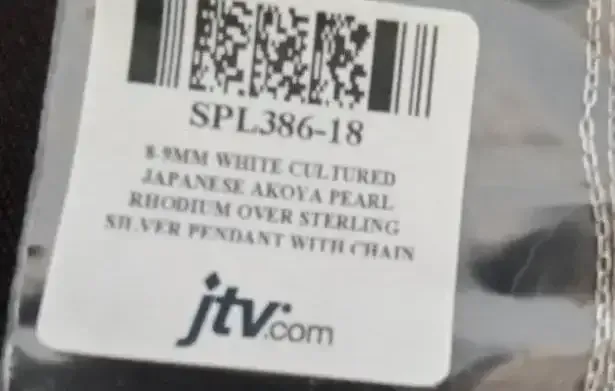 SPL386-18
8-9MM WHITE CULTURED
JAPANESE AKOYA PEARL
RHODIUM OVER STERLING
SILVER PENDANT WITH CHAIN
jtv.com